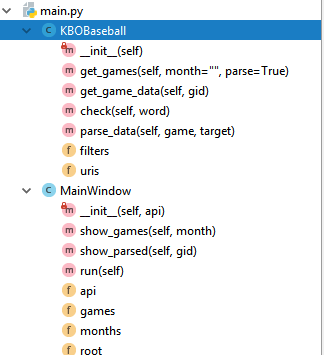 main.py
KBOBaseball
__init__(self)
get_games(self, month="", parse=True)
get_game_data(self, gid)
check(self, word)
parse_data(self, game, target)
filters
uris
MainWindow
__init__(self, api)
show_games(self, month)
show_parsed(self, gid)
run(self)
api
games
months
root